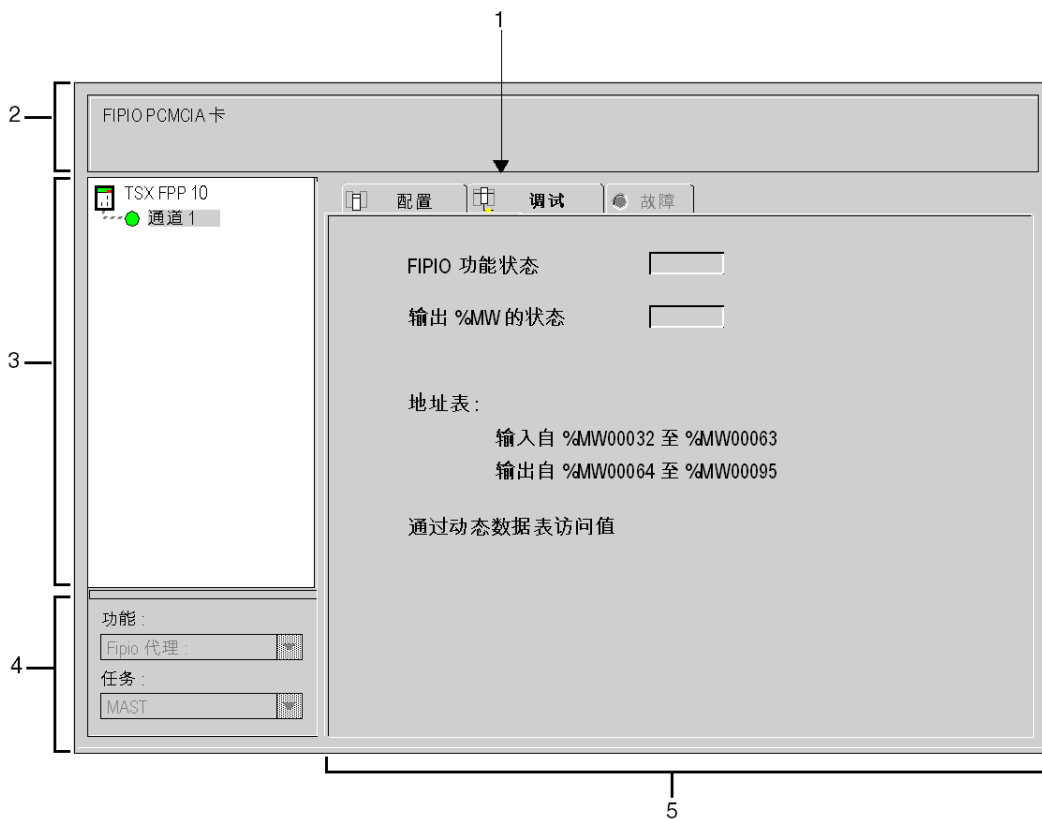 1
2
FIPIO PCMCIA 卡
3
TSX FPP 10
通道 1
配置
调试
故障
FIPIO 功能状态
输出 %MW 的状态
地址表 :
输入自 %MW00032 至 %MW00063
输出自 %MW00064 至 %MW00095
通过动态数据表访问值
4
功能 :
Fipio 代理 :
任务 :
MAST
5